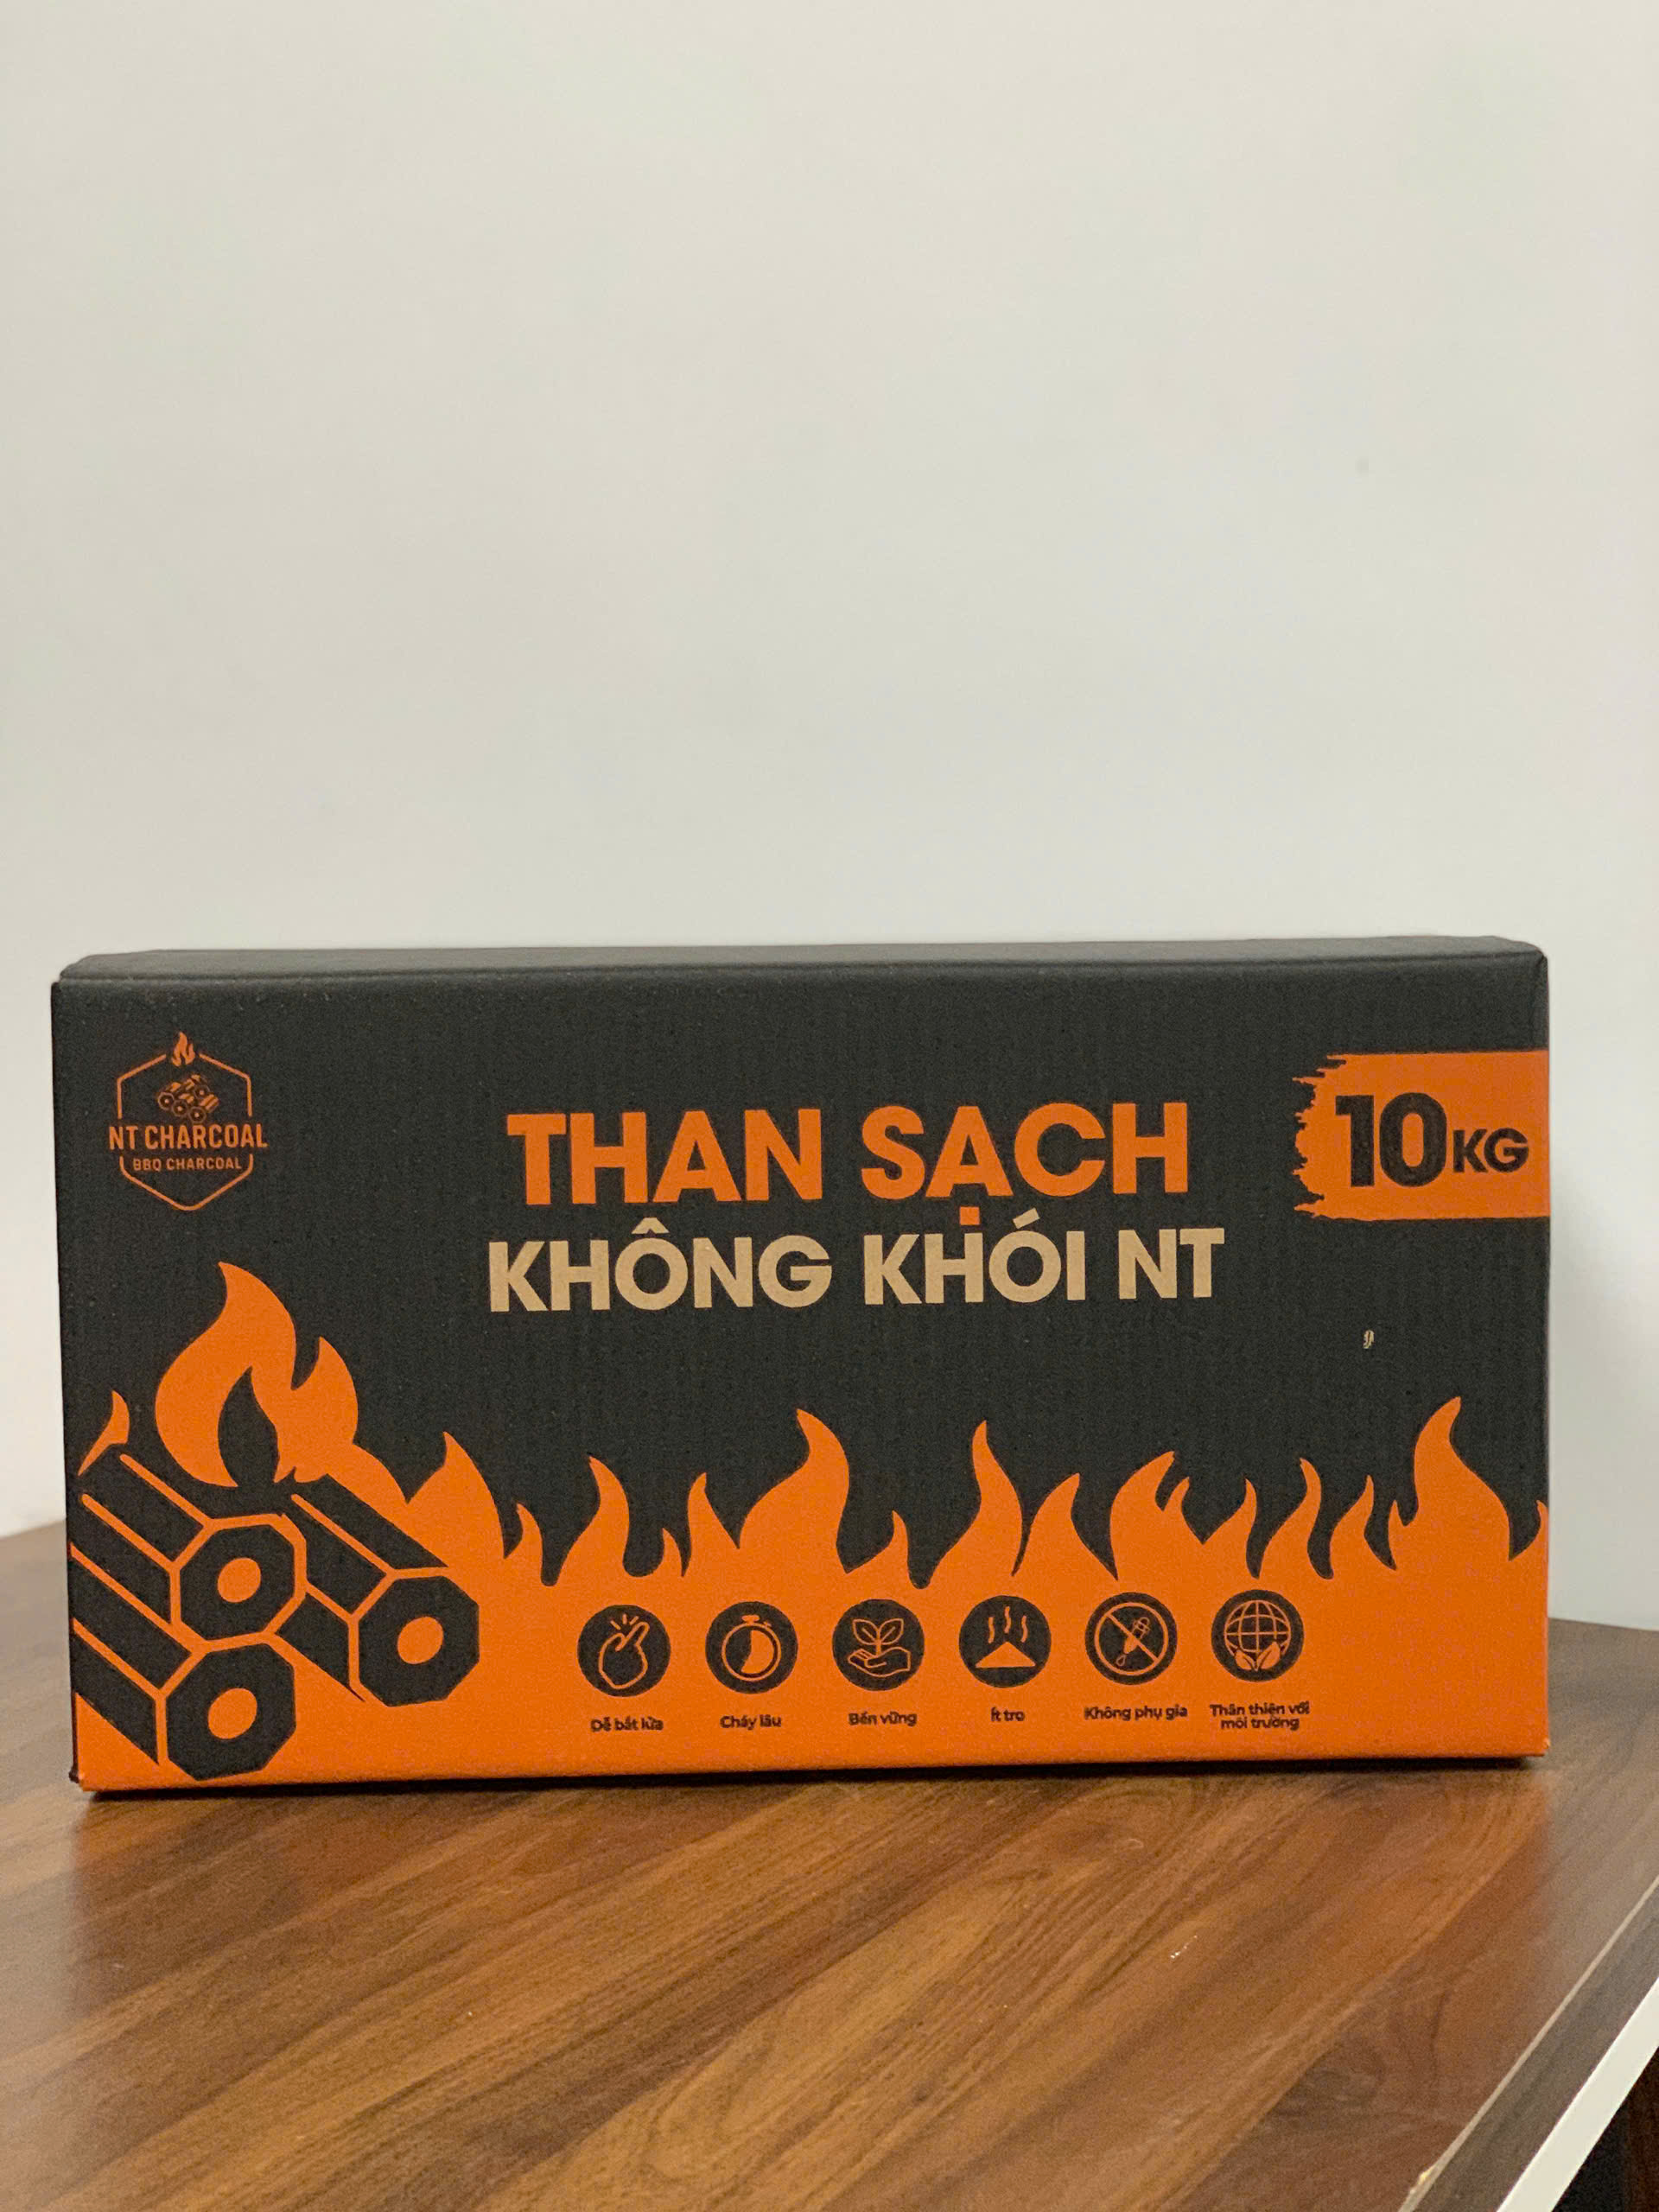 NT CHARCOAL
BBQ CHARCOAL
THAN SẠCH
KHÔNG KHÓI NT
10KG
Dễ bắt lửa
Cháy lâu
Bền vững
Ít tro
Không phụ gia
Thân thiện với
môi trường